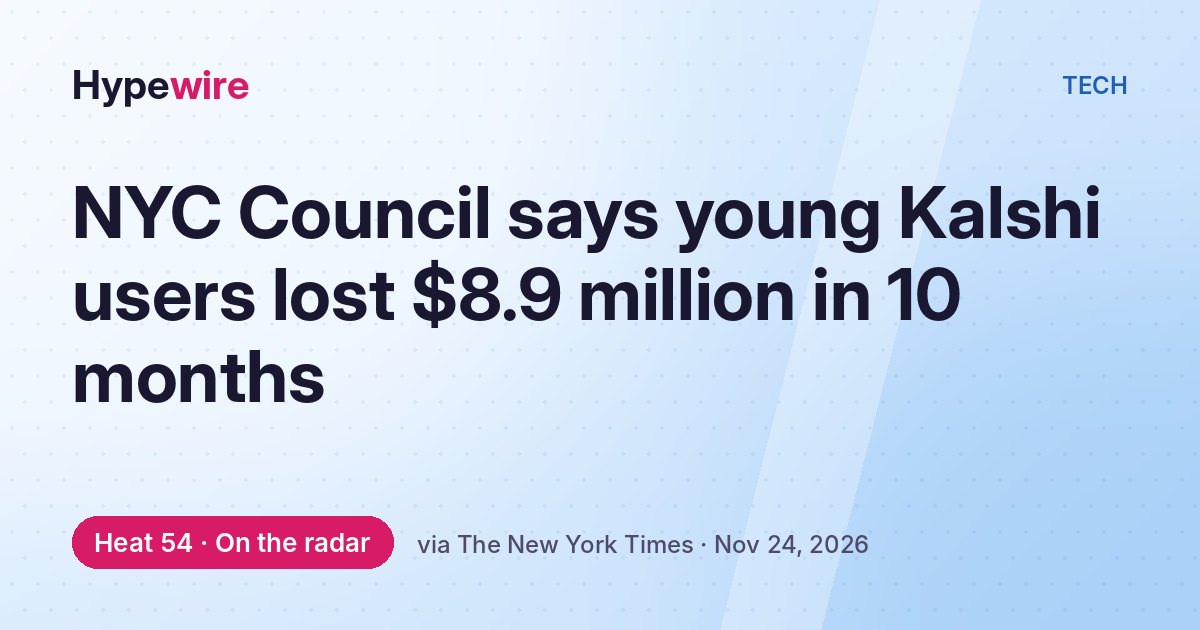 Hypewire
TECH
NYC Council says young Kalshi
users lost $8.9 million in 10
months
Heat 54 · On the radar
via The New York Times · Nov 24, 2026